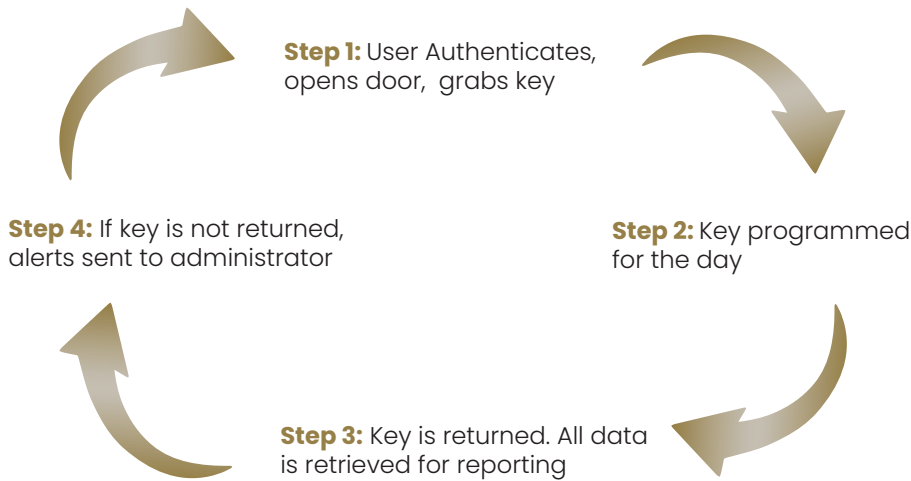 Step 1: User Authenticates,
opens door, grabs key
Step 2: Key programmed
for the day
Step 3: Key is returned. All data
is retrieved for reporting
Step 4: If key is not returned,
alerts sent to administrator